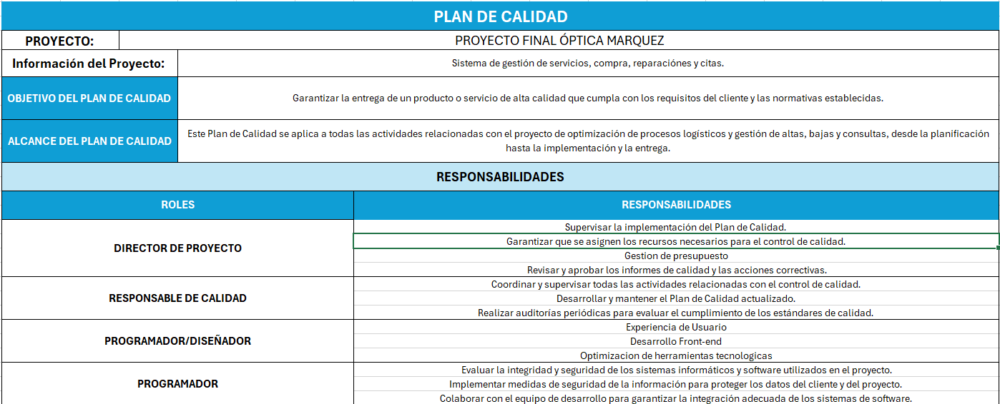 PLAN DE CALIDAD
PROYECTO: PROYECTO FINAL ÓPTICA MARQUEZ
Información del Proyecto: Sistema de gestión de servicios, compra, reparaciónes y citas.
OBJETIVO DEL PLAN DE CALIDAD Garantizar la entrega de un producto o servicio de alta calidad que cumpla con los requisitos del cliente y las normativas establecidas.
ALCANCE DEL PLAN DE CALIDAD Este Plan de Calidad se aplica a todas las actividades relacionadas con el proyecto de optimización de procesos logísticos y gestión de altas, bajas y consultas, desde la planificación
hasta la implementación y la entrega.
RESPONSABILIDADES
ROLES RESPONSABILIDADES
DIRECTOR DE PROYECTO
Supervisar la implementación del Plan de Calidad.
Garantizar que se asignen los recursos necesarios para el control de calidad.
Gestion de presupuesto
Revisar y aprobar los informes de calidad y las acciones correctivas.
RESPONSABLE DE CALIDAD
Coordinar y supervisar todas las actividades relacionadas con el control de calidad.
Desarrollar y mantener el Plan de Calidad actualizado.
Realizar auditorías periódicas para evaluar el cumplimiento de los estándares de calidad.
PROGRAMADOR/DISEÑADOR
Experiencia de Usuario
Desarrollo Front-end
Optimizacion de herramientas tecnologicas
PROGRAMADOR
Evaluar la integridad y seguridad de los sistemas informáticos y software utilizados en el proyecto.
Implementar medidas de seguridad de la información para proteger los datos del cliente y del proyecto.
Colaborar con el equipo de desarrollo para garantizar la integración adecuada de los sistemas de software.